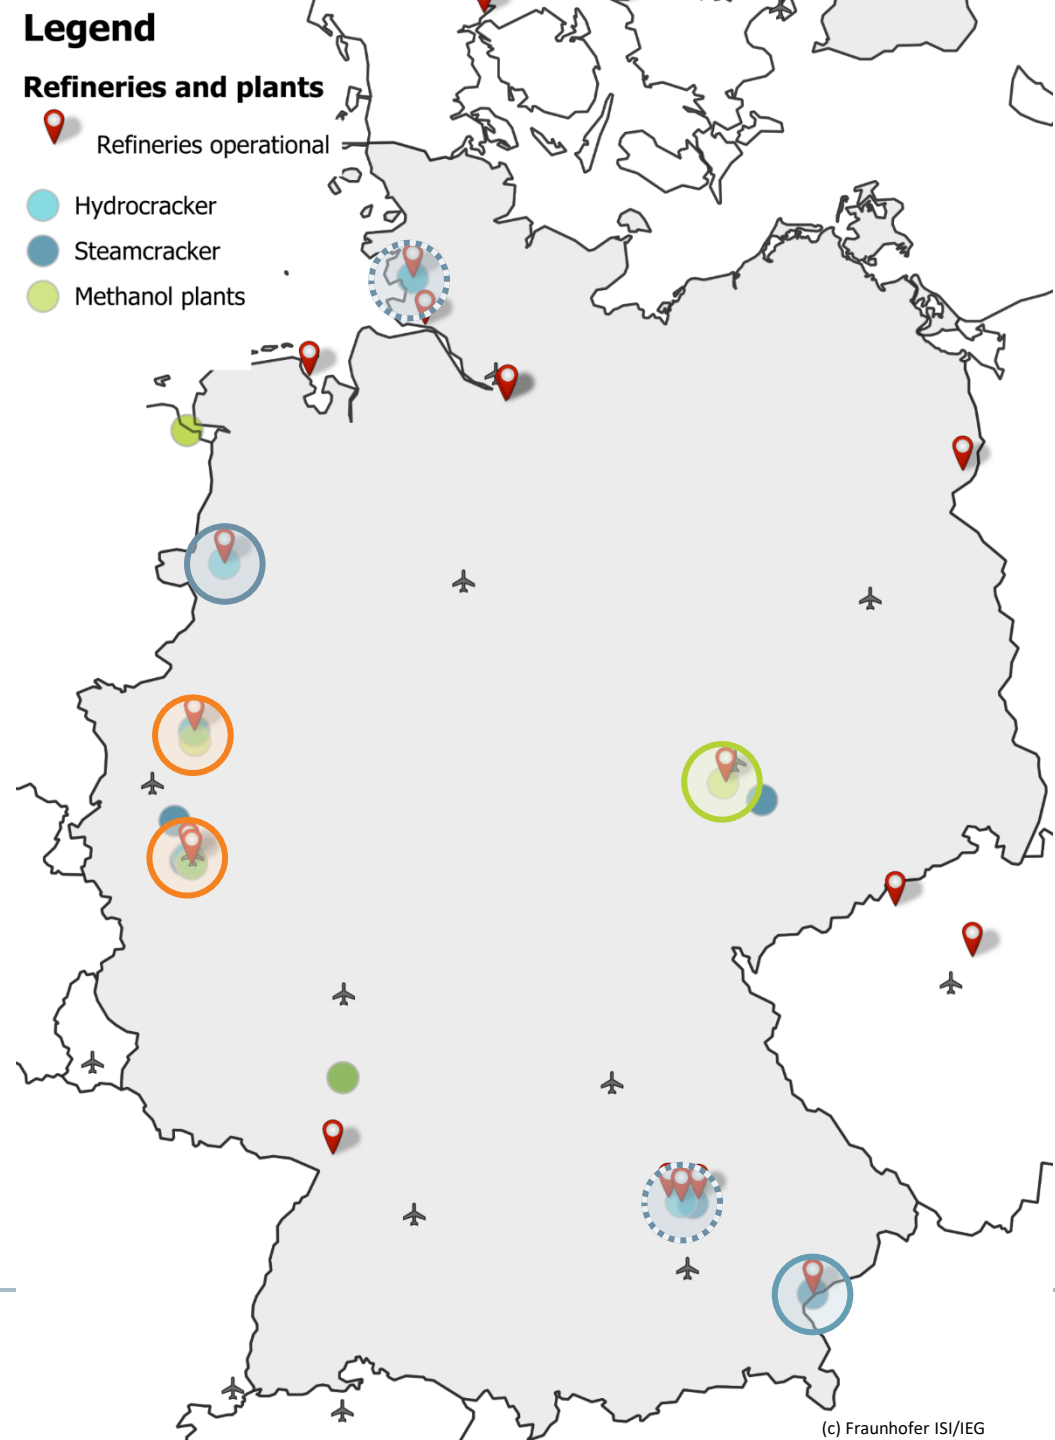 Legend
Refineries and plants
Refineries operational
Hydrocracker
Steamcracker
Methanol plants
(c) Fraunhofer ISI/IEG